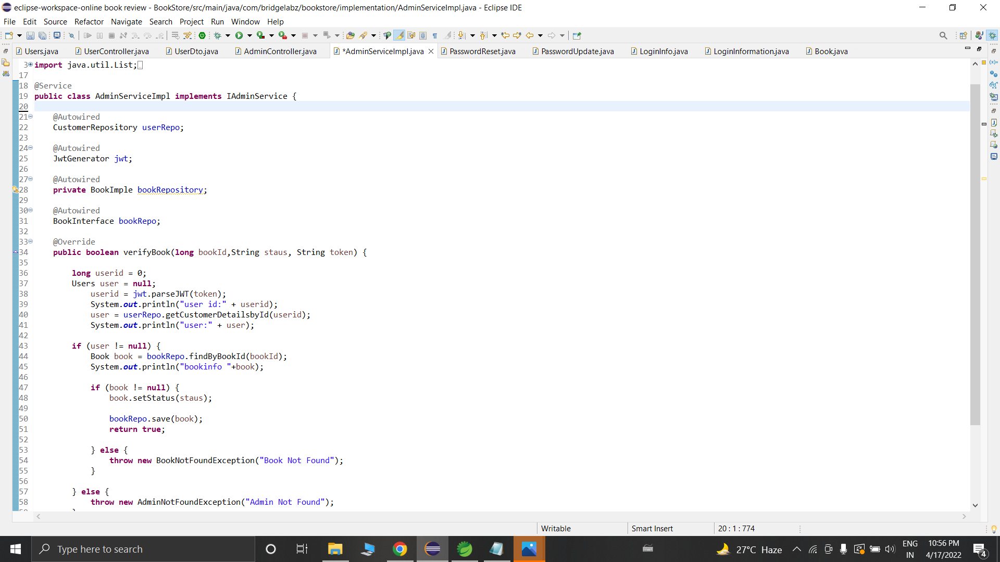 eclipse-workspace-online book review - BookStore/src/main/java/com/bridgelabz/bookstore/implementation/AdminServiceImpl.java - Eclipse IDE
File Edit Source Refactor Navigate Search Project Run Window Help
Users.java UserController.java UserDto.java AdminController.java *AdminServiceImpl.java PasswordReset.java PasswordUpdate.java LoginInfo.java LoginInformation.java Book.java
3 import java.util.List;
17
18 @Service
19 public class AdminServiceImpl implements IAdminService {
20
21 @Autowired
22 CustomerRepository userRepo;
23
24 @Autowired
25 JwtGenerator jwt;
26
27 @Autowired
28 private BookImple bookRepository;
29
30 @Autowired
31 BookInterface bookRepo;
32
33 @Override
34 public boolean verifyBook(long bookId,String staus, String token) {
35
36 long userid = 0;
37 Users user = null;
38 userid = jwt.parseJWT(token);
39 System.out.println("user id:" + userid);
40 user = userRepo.getCustomerDetailsbyId(userid);
41 System.out.println("user:" + user);
42
43 if (user != null) {
44 Book book = bookRepo.findByBookId(bookId);
45 System.out.println("bookinfo "+book);
46
47 if (book != null) {
48 book.setStatus(staus);
49
50 bookRepo.save(book);
51 return true;
52
53 } else {
54 throw new BookNotFoundException("Book Not Found");
55 }
56
57 } else {
58 throw new AdminNotFoundException("Admin Not Found");
Writable Smart Insert 20 : 1 : 774
Type here to search
27°C Haze
ENG
IN
10:56 PM
4/17/2022
4